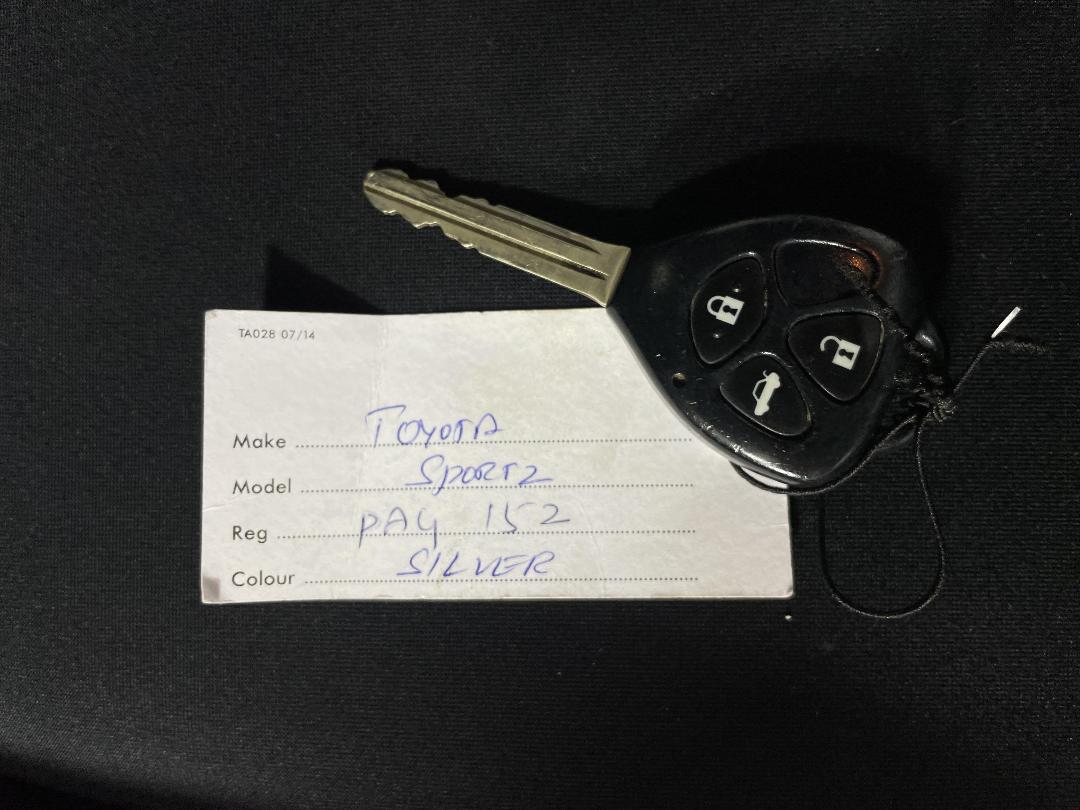 TA028 07/14
Make TOYOTA
Model SPORTZ
Reg PAY 152
Colour SILVER